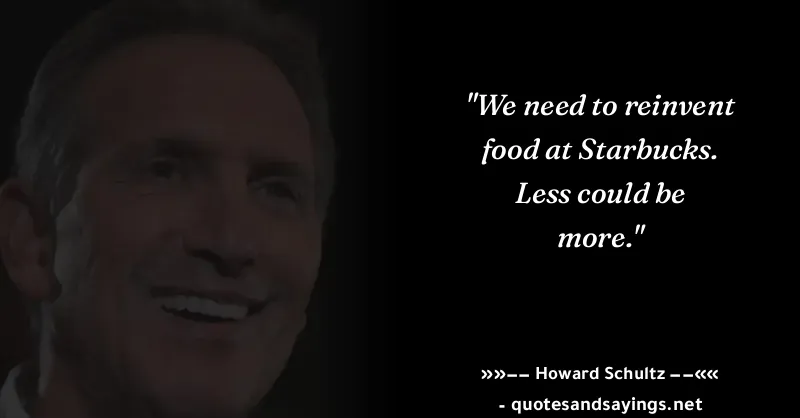 "We need to reinvent
food at Starbucks.
Less could be
more."
»»−− Howard Schultz −−««
- quotesandsayings.net